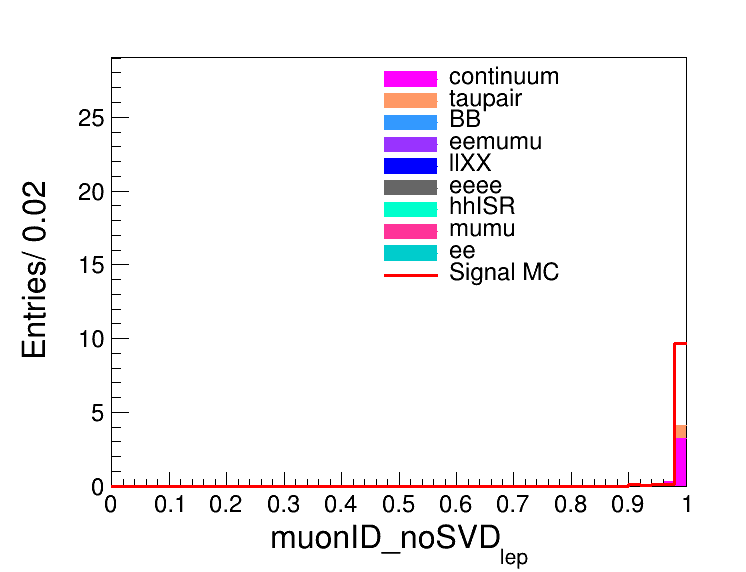 continuum
taupair
BB
eemumu
llXX
eeee
hhISR
mumu
ee
Signal MC
Entries/ 0.02
25
20
15
10
5
0
0 0.1 0.2 0.3 0.4 0.5 0.6 0.7 0.8 0.9 1
muonID_noSVD lep